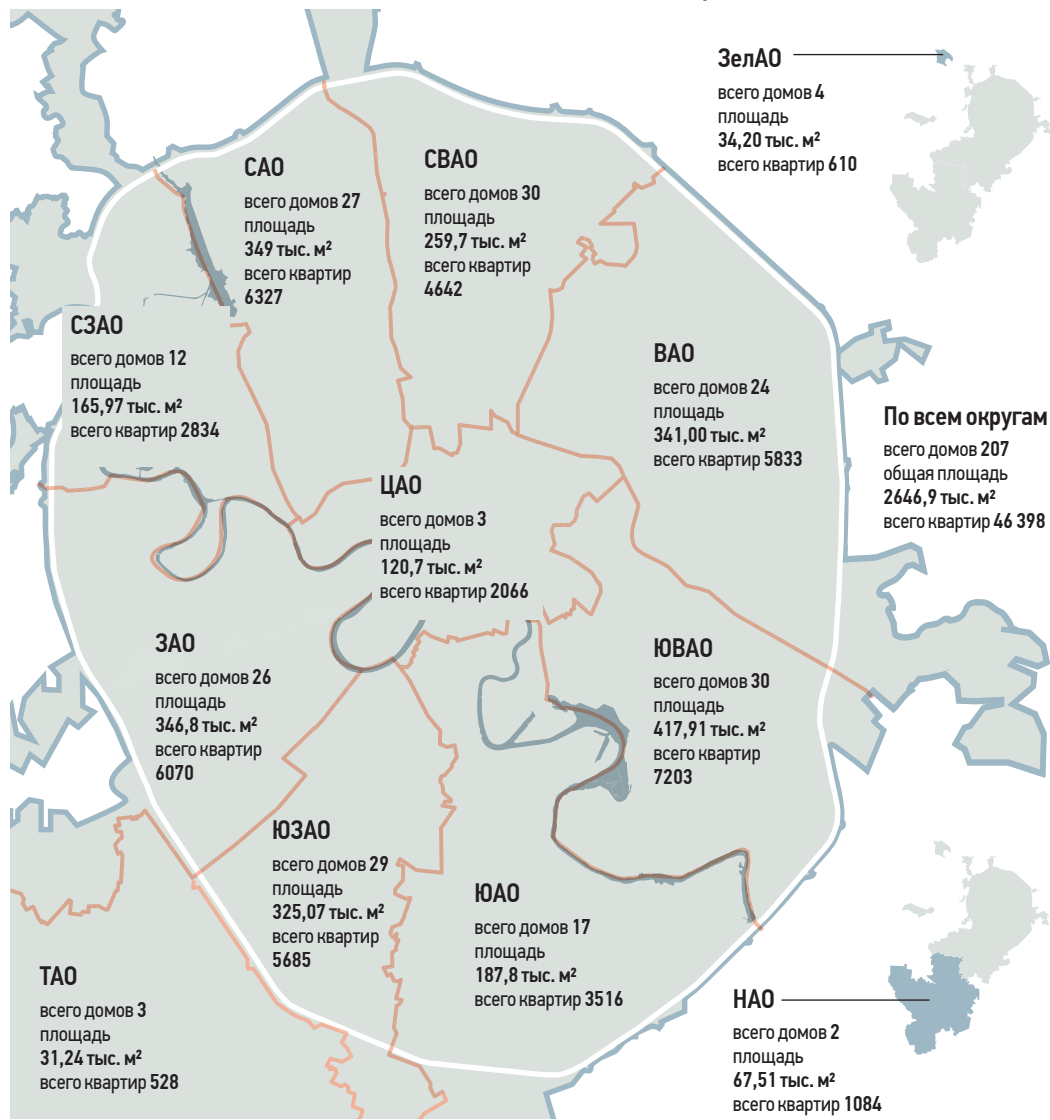 ЗелАО
всего домов 4
площадь
34,20 тыс. м²
всего квартир 610
САО
всего домов 27
площадь
349 тыс. м²
всего квартир
6327
СВАО
всего домов 30
площадь
259,7 тыс. м²
всего квартир
4642
СЗАО
всего домов 12
площадь
165,97 тыс. м²
всего квартир 2834
ВАО
всего домов 24
площадь
341,00 тыс. м²
всего квартир 5833
По всем округам
всего домов 207
общая площадь
2646,9 тыс. м²
всего квартир 46 398
ЦАО
всего домов 3
площадь
120,7 тыс. м²
всего квартир 2066
ЗАО
всего домов 26
площадь
346,8 тыс. м²
всего квартир
6070
ЮВАО
всего домов 30
площадь
417,91 тыс. м²
всего квартир
7203
ЮЗАО
всего домов 29
площадь
325,07 тыс. м²
всего квартир
5685
ЮАО
всего домов 17
площадь
187,8 тыс. м²
всего квартир 3516
ТАО
всего домов 3
площадь
31,24 тыс. м²
всего квартир 528
НАО
всего домов 2
площадь
67,51 тыс. м²
всего квартир 1084